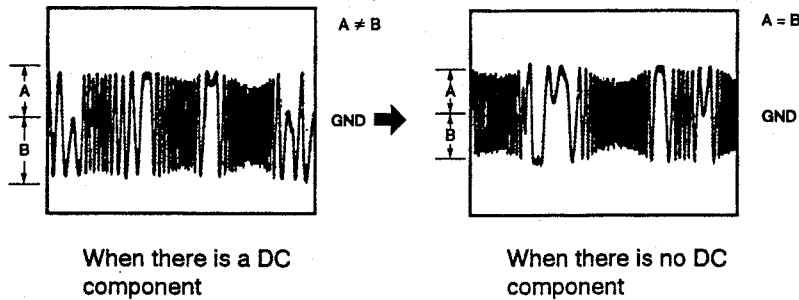 A ≠ B
A = B
A
B
GND
A
B
GND
When there is a DC
component
When there is no DC
component